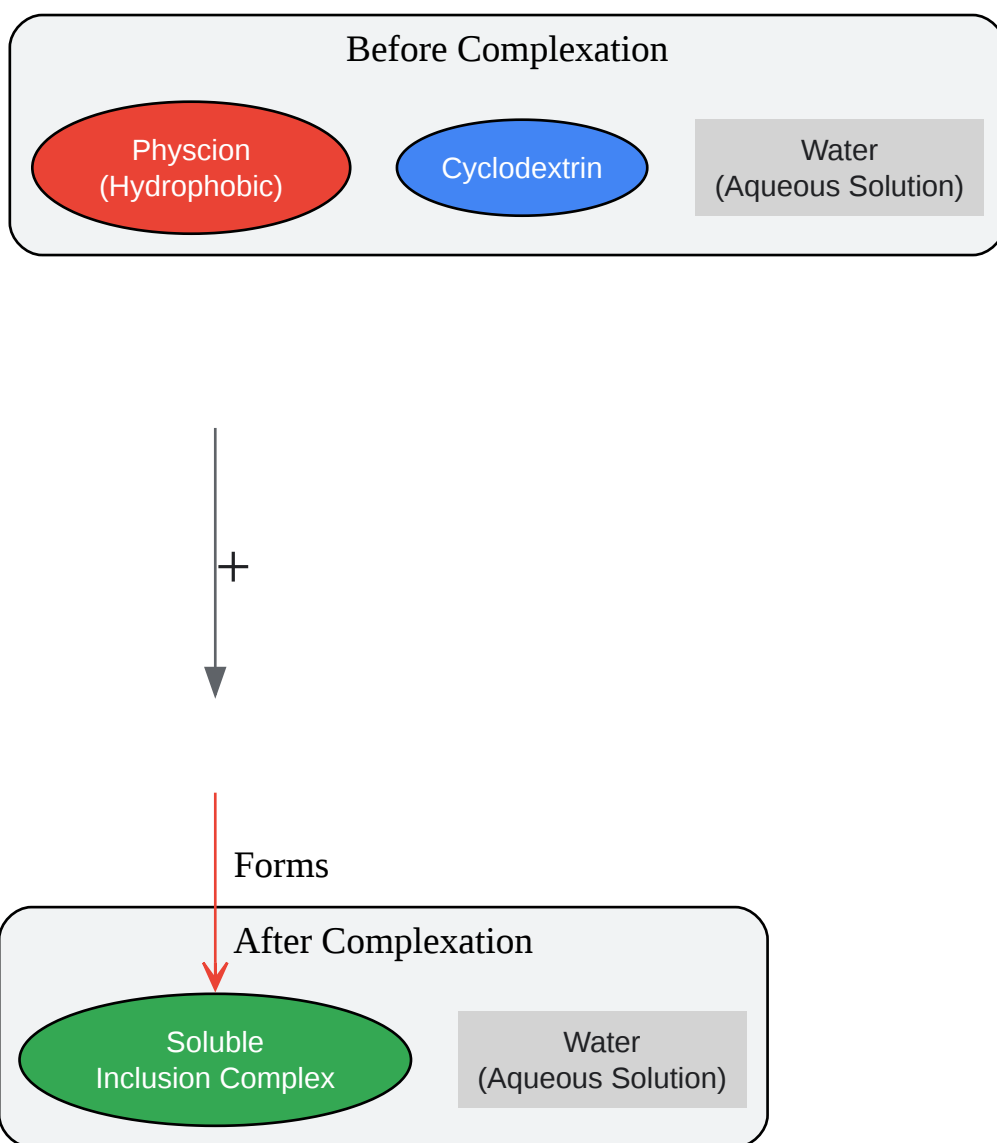 Before Complexation
Physcion
(Hydrophobic)
Cyclodextrin
Water
(Aqueous Solution)
+
Forms
After Complexation
Soluble
Inclusion Complex
Water
(Aqueous Solution)